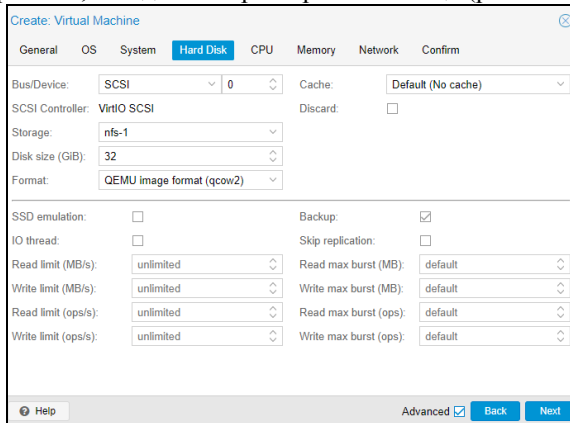 Create: Virtual Machine
General OS System Hard Disk CPU Memory Network Confirm
Bus/Device: SCSI 0 Cache: Default (No cache)
SCSI Controller: VirtIO SCSI Discard:
Storage: nfs-1
Disk size (GiB): 32
Format: QEMU image format (qcow2)
SSD emulation: Backup:
IO thread: Skip replication:
Read limit (MB/s): unlimited Read max burst (MB): default
Write limit (MB/s): unlimited Write max burst (MB): default
Read limit (ops/s): unlimited Read max burst (ops): default
Write limit (ops/s): unlimited Write max burst (ops): default
Help Advanced Back Next